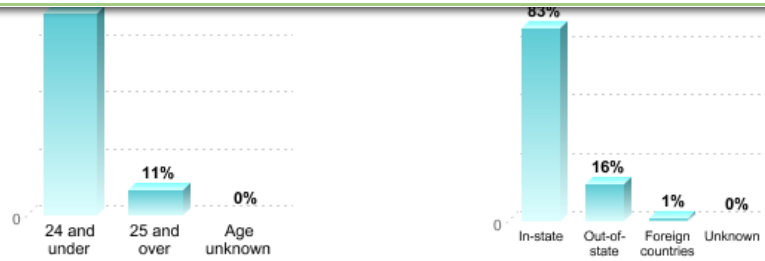 11%
0%
0
24 and
under
25 and
over
Age
unknown
83%
16%
1%
0%
0
In-state
Out-of-
state
Foreign
countries
Unknown